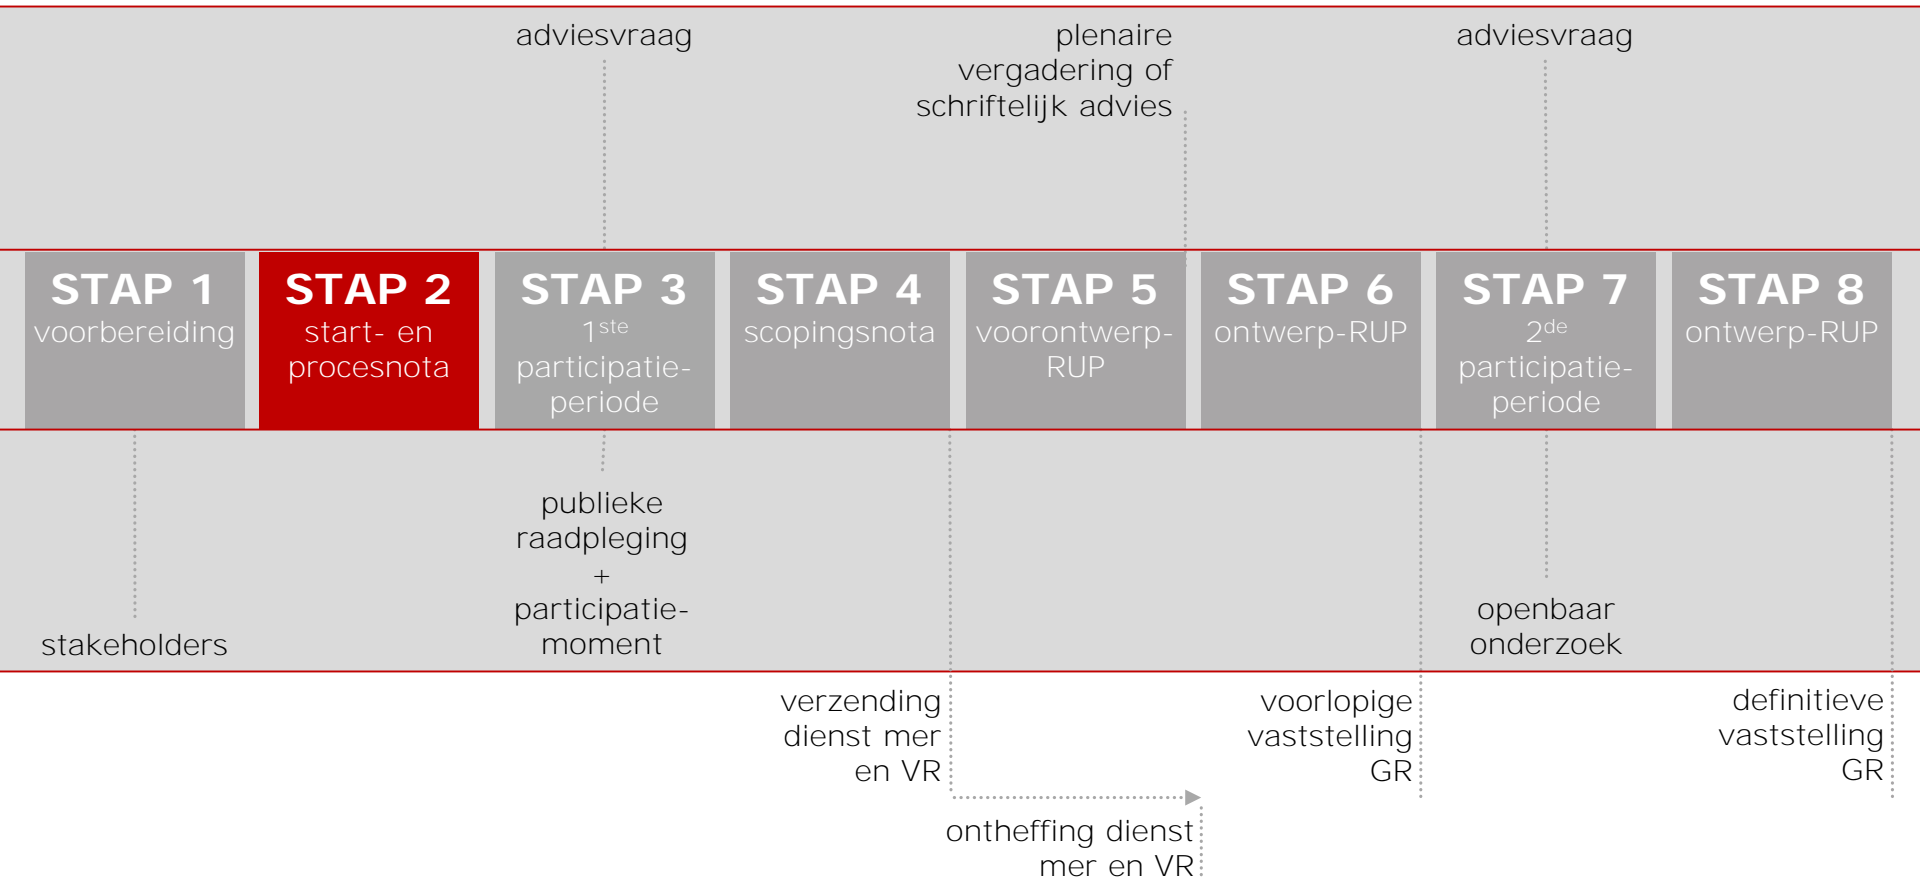 adviesvraag
plenaire
vergadering of
schriftelijk advies
adviesvraag
STAP 1
voorbereiding
STAP 2
start- en
procesnota
STAP 3
1ste
participatie-
periode
STAP 4
scopingsnota
STAP 5
voorontwerp-
RUP
STAP 6
ontwerp-RUP
STAP 7
2de
participatie-
periode
STAP 8
ontwerp-RUP
stakeholders
publieke
raadpleging
+
participatie-
moment
openbaar
onderzoek
verzending
dienst mer
en VR
voorlopige
vaststelling
GR
definitieve
vaststelling
GR
ontheffing dienst
mer en VR